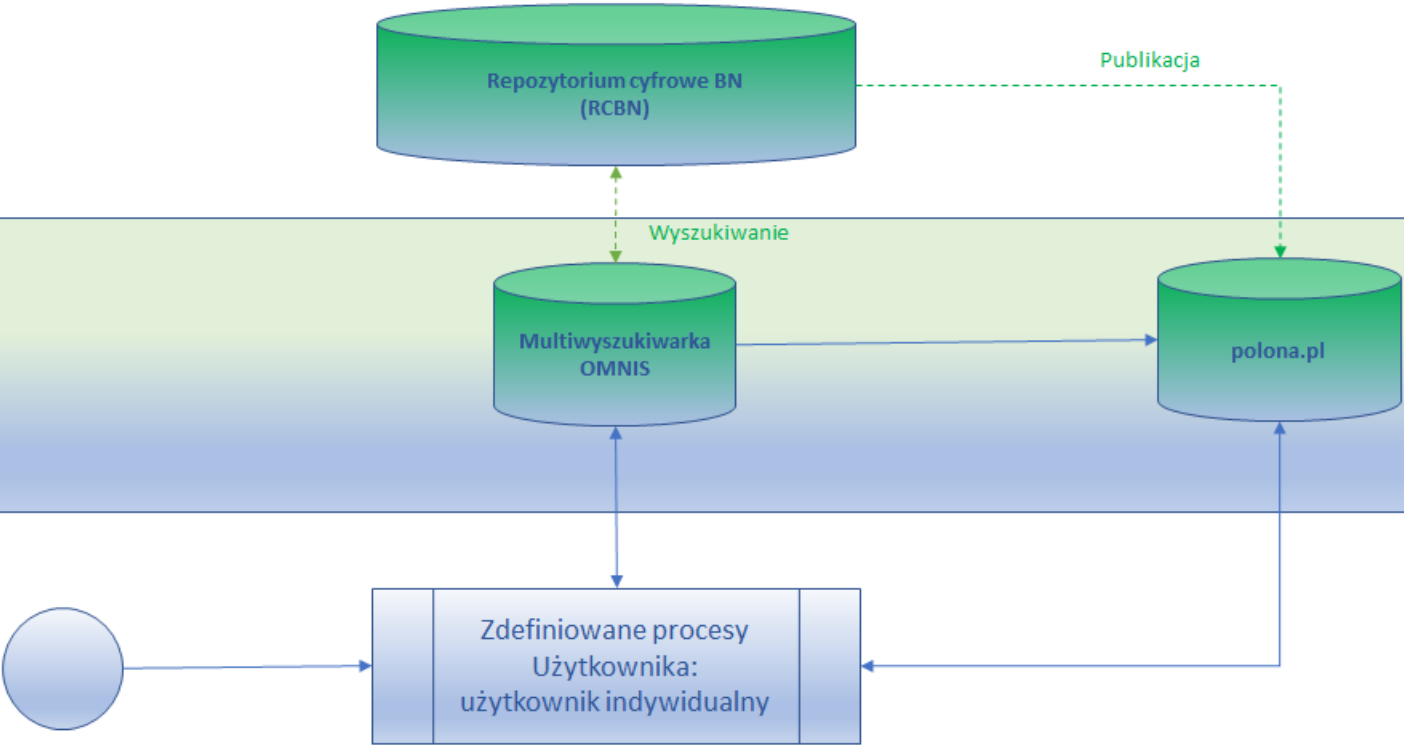 Repozytorium cyfrowe BN
(RCBN)
Publikacja
Wyszukiwanie
Multiwyszukiwarka
OMNIS
polona.pl
Zdefiniowane procesy
Użytkownika:
użytkownik indywidualny